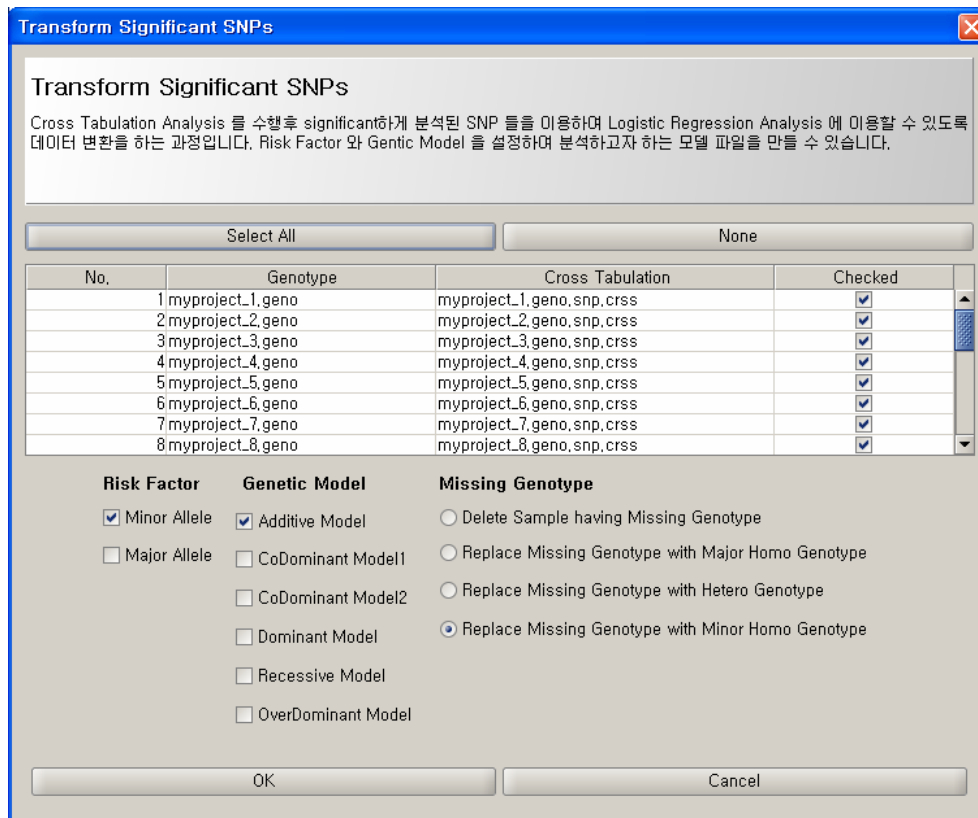 Transform Significant SNPs
Transform Significant SNPs
Cross Tabulation Analysis 를 수행후 significant하게 분석된 SNP 들을 이용하여 Logistic Regression Analysis 에 이용할 수 있도록
데이터 변환을 하는 과정입니다. Risk Factor 와 Gentic Model 을 설정하여 분석하고자 하는 모델 파일을 만들 수 있습니다.
Select All None
No. Genotype Cross Tabulation Checked
1 myproject_1.geno myproject_1.geno.snp.crss
2 myproject_2.geno myproject_2.geno.snp.crss
3 myproject_3.geno myproject_3.geno.snp.crss
4 myproject_4.geno myproject_4.geno.snp.crss
5 myproject_5.geno myproject_5.geno.snp.crss
6 myproject_6.geno myproject_6.geno.snp.crss
7 myproject_7.geno myproject_7.geno.snp.crss
8 myproject_8.geno myproject_8.geno.snp.crss
Risk Factor
Minor Allele
Major Allele
Genetic Model
Additive Model
CoDominant Model1
CoDominant Model2
Dominant Model
Recessive Model
OverDominant Model
Missing Genotype
Delete Sample having Missing Genotype
Replace Missing Genotype with Major Homo Genotype
Replace Missing Genotype with Hetero Genotype
Replace Missing Genotype with Minor Homo Genotype
OK Cancel